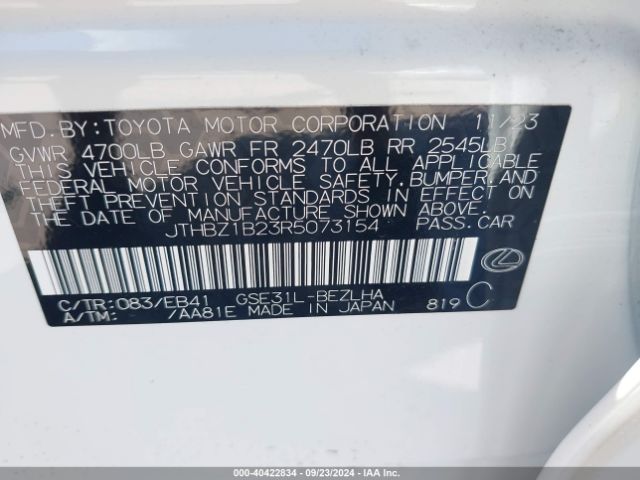 MFD. BY: TOYOTA MOTOR CORPORATION 11/23
GVWR 4700LB GAWR FR 2470LB RR 2545LB
THIS VEHICLE CONFORMS TO ALL APPLICABLE
FEDERAL MOTOR VEHICLE SAFETY, BUMPER, AND
THEFT PREVENTION STANDARDS IN EFFECT ON
THE DATE OF MANUFACTURE SHOWN ABOVE.
JTHBZ1B23R5073154 PASS. CAR
C/TR: 083/EB41 GSE31L-BEZLHA
A/TM: /AA81E MADE IN JAPAN 819 C
000-40422834 - 09/23/2024 - IAA Inc.